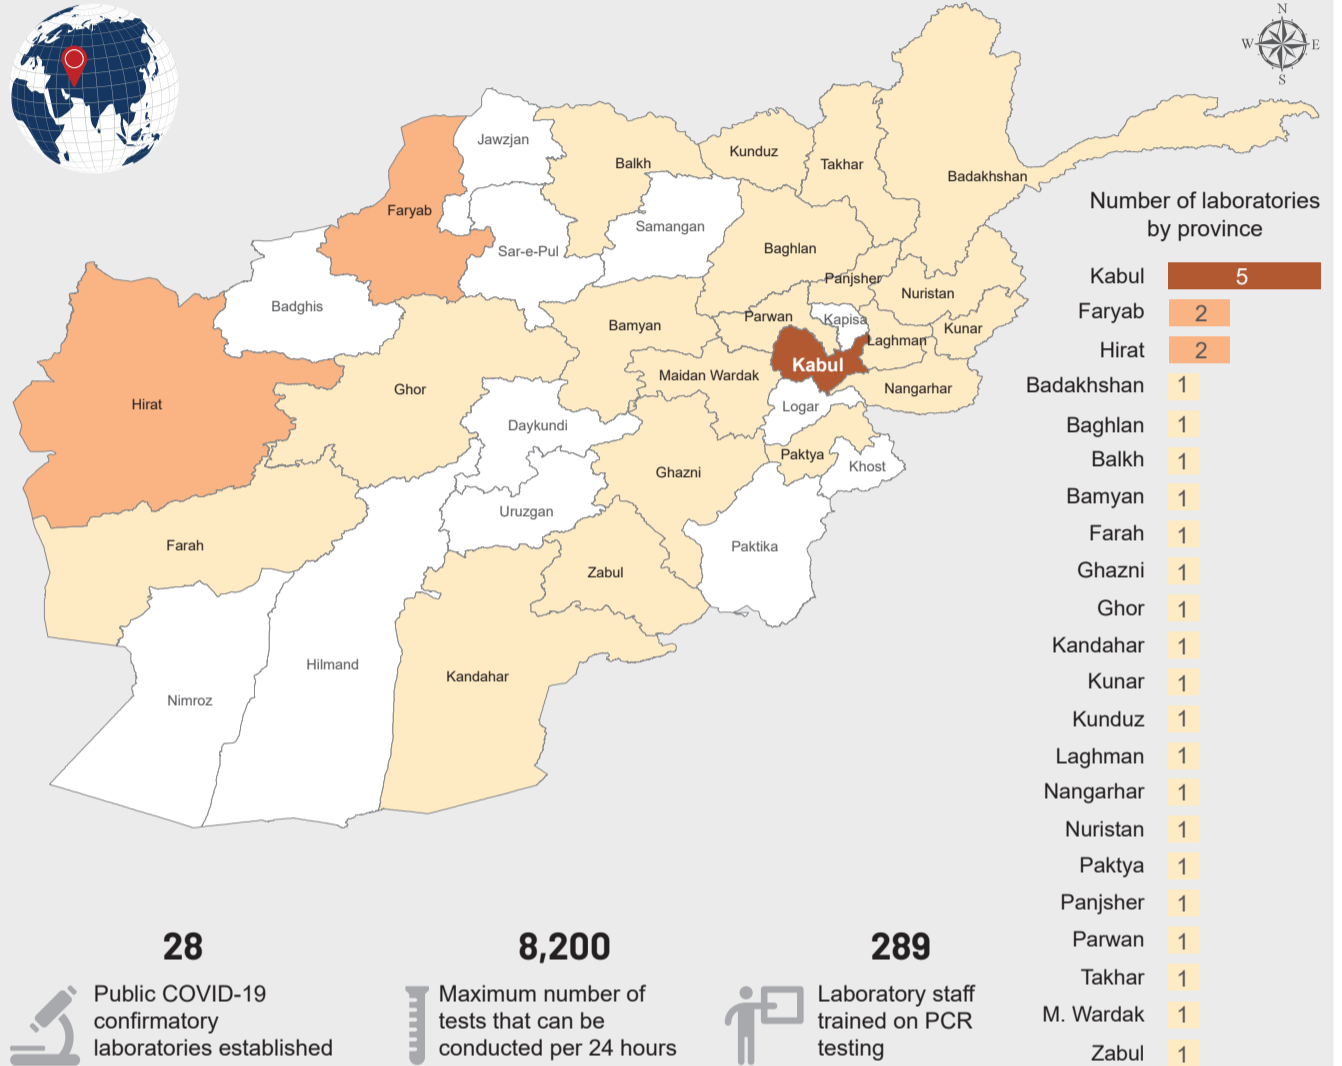 N
W E
S
Jawzjan
Balkh
Kunduz
Takhar
Badakhshan
Faryab
Samangan
Sar-e-Pul
Baghlan
Panjsher
Nuristan
Badghis
Bamyan
Parwan
Kapisa
Kunar
Laghman
Kabul
Maidan Wardak
Nangarhar
Hirat
Ghor
Logar
Daykundi
Paktya
Khost
Ghazni
Uruzgan
Farah
Paktika
Zabul
Hilmand
Kandahar
Nimroz
Number of laboratories
by province
Kabul 5
Faryab 2
Hirat 2
Badakhshan 1
Baghlan 1
Balkh 1
Bamyan 1
Farah 1
Ghazni 1
Ghor 1
Kandahar 1
Kunar 1
Kunduz 1
Laghman 1
Nangarhar 1
Nuristan 1
Paktya 1
Panjsher 1
Parwan 1
Takhar 1
M. Wardak 1
Zabul 1
28
Public COVID-19
confirmatory
laboratories established
8,200
Maximum number of
tests that can be
conducted per 24 hours
289
Laboratory staff
trained on PCR
testing